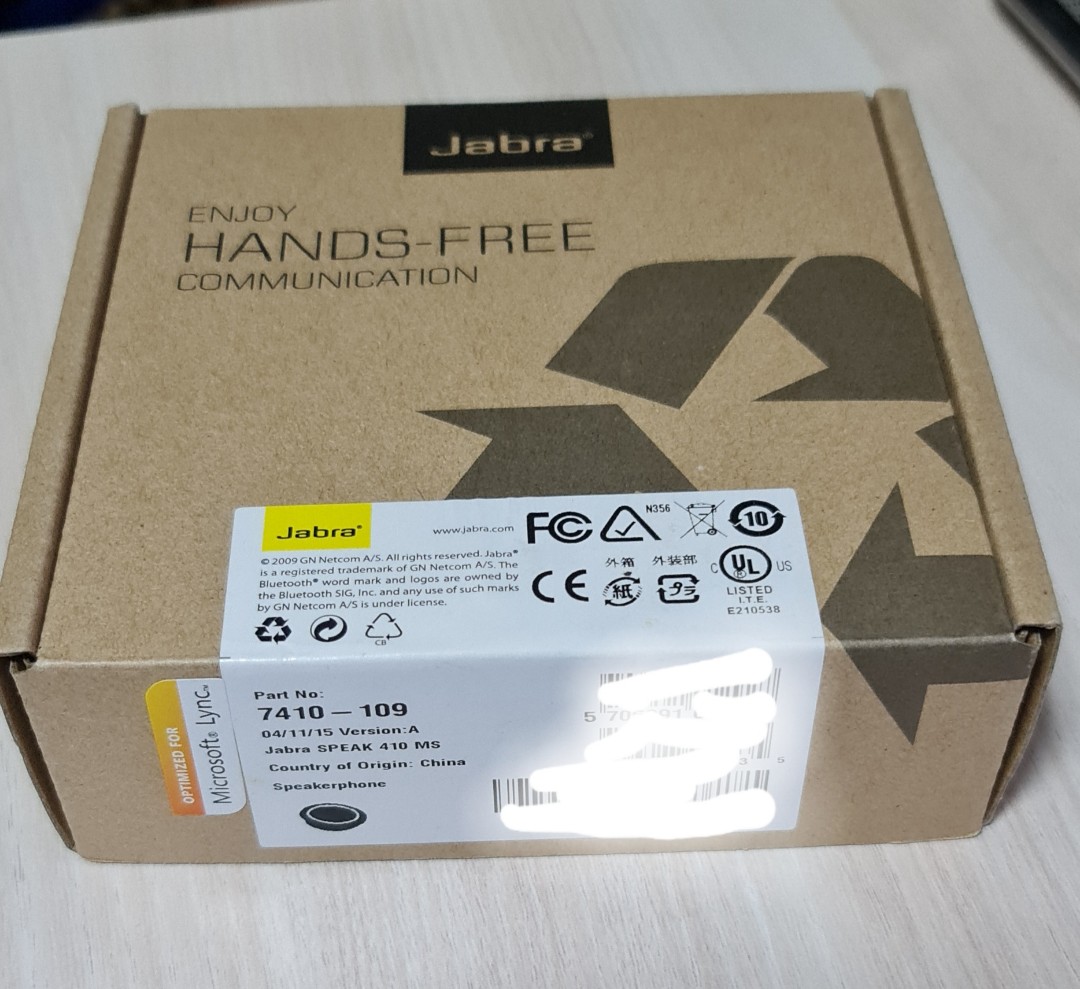 Jabra®
ENJOY
HANDS-FREE
COMMUNICATION
Jabra®
www.jabra.com
FC
N356
10
© 2009 GN Netcom A/S. All rights reserved. Jabra®
is a registered trademark of GN Netcom A/S. The
Bluetooth® word mark and logos are owned by
the Bluetooth SIG, Inc. and any use of such marks
by GN Netcom A/S is under license.
CB
CE
外箱
紙
外装部
プラ
C UL® US
LISTED
I.T.E.
E210538
OPTIMIZED FOR
Microsoft® Lync™
Part No:
7410 – 109
04/11/15 Version:A
Jabra SPEAK 410 MS
Country of Origin: China
Speakerphone
5
3 5